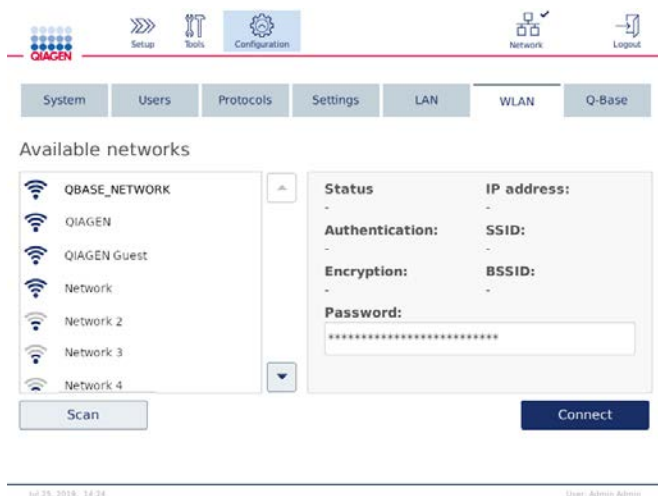 QIAGEN
Setup
Tools
Configuration
Network
Logout
System Users Protocols Settings LAN WLAN Q-Base
Available networks
QBASE_NETWORK
QIAGEN
QIAGEN Guest
Network
Network 2
Network 3
Network 4
Status
-
IP address:
-
Authentication:
-
SSID:
-
Encryption:
-
BSSID:
-
Password:
**************************
Scan
Connect
Jul 25, 2019, 14:24
User: Admin Admin